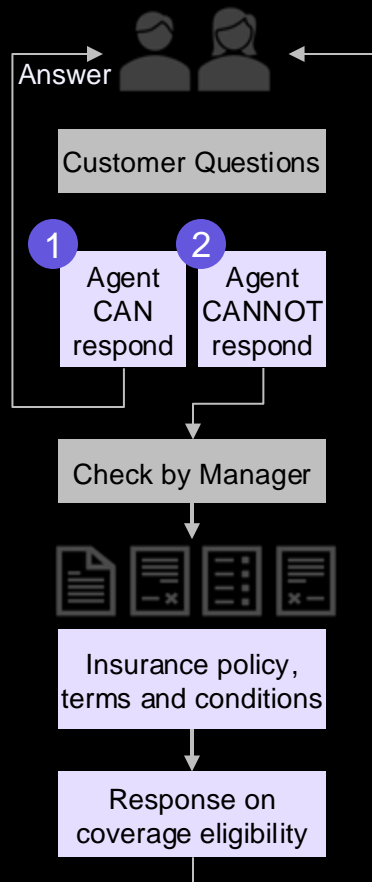 Answer
Customer Questions
1
Agent
CAN
respond
2
Agent
CANNOT
respond
Check by Manager
Insurance policy,
terms and conditions
Response on
coverage eligibility